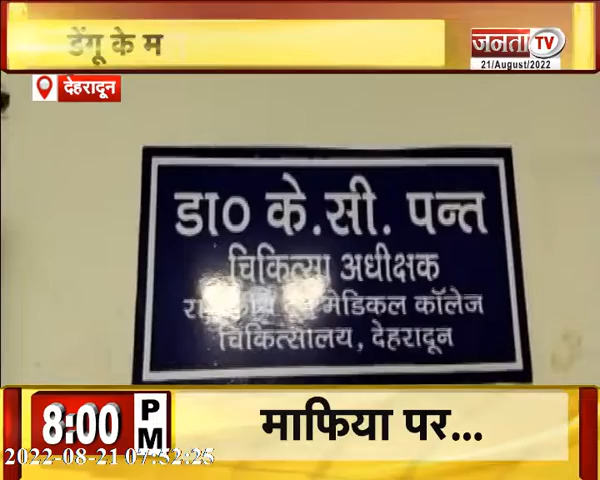 डेंगू के म
जनता TV
21/August/2022
देहरादून
डा० के.सी. पन्त
चिकित्सा अधीक्षक
मेडिकल कॉलेज
चिकित्सालय, देहरादून
8:00 PM
माफिया पर...
2022-08-21 07:52:25